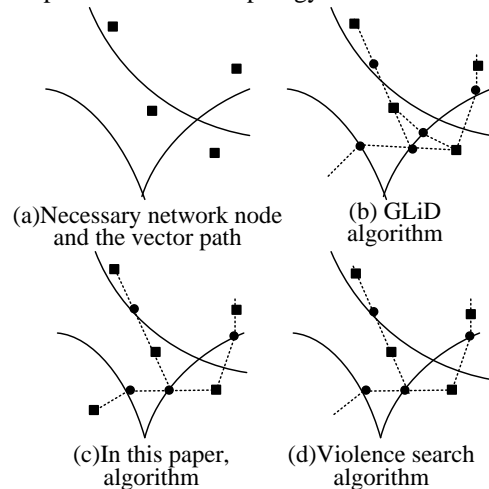 (a)Necessary network node
and the vector path
(b) GLiD
algorithm
(c)In this paper,
algorithm
(d)Violence search
algorithm